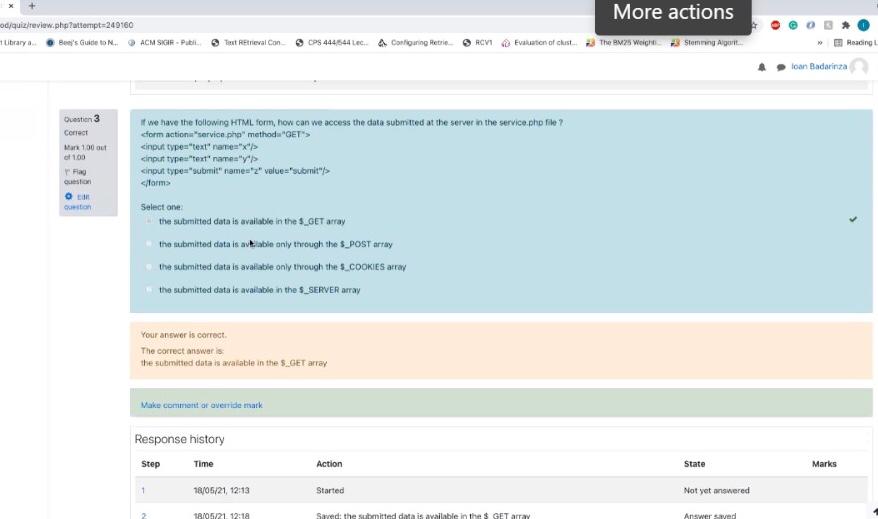 More actions
od/quiz/review.php?attempt=249160
t Library a... Beej's Guide to N... ACM SIGIR - Publi... Text REtrieval Con... CPS 444/544 Lec... Configuring Retrie... RCV1 Evaluation of clust... The BM25 Weighti... Stemming Algorit... » Reading L
Ioan Badarinza
Question 3
Correct
Mark 1.00 out
of 1.00
Flag
question
Edit
question
If we have the following HTML form, how can we access the data submitted at the server in the service.php file ?
<form action="service.php" method="GET">
<input type="text" name="x"/>
<input type="text" name="y"/>
<input type="submit" name="z" value="submit"/>
</form>
Select one:
the submitted data is available in the $_GET array
the submitted data is available only through the $_POST array
the submitted data is available only through the $_COOKIES array
the submitted data is available in the $_SERVER array
Your answer is correct.
The correct answer is:
the submitted data is available in the $_GET array
Make comment or override mark
Response history
Step Time Action State Marks
1 18/05/21, 12:13 Started Not yet answered
2 18/05/21, 12:18 Saved: the submitted data is available in the $_GET array Answer saved